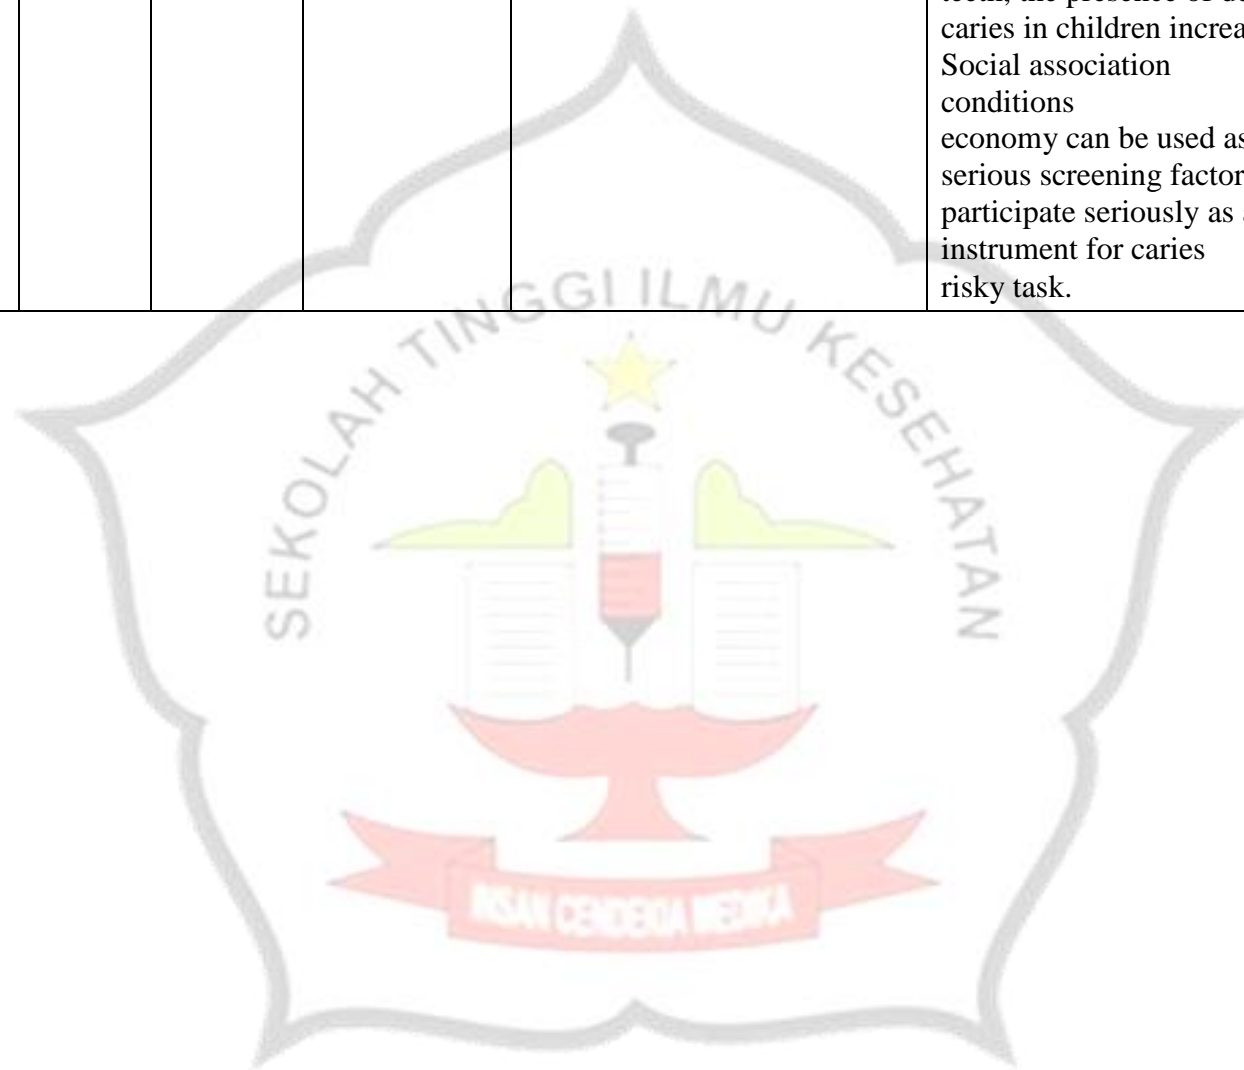 caries in children increa
Social association
conditions
economy can be used as
serious screening factor
participate seriously as
instrument for caries
risky task.
SEKOLAH TINGGI ILMU KESEHATAN
INSAN CENDEKIA MEDIKA